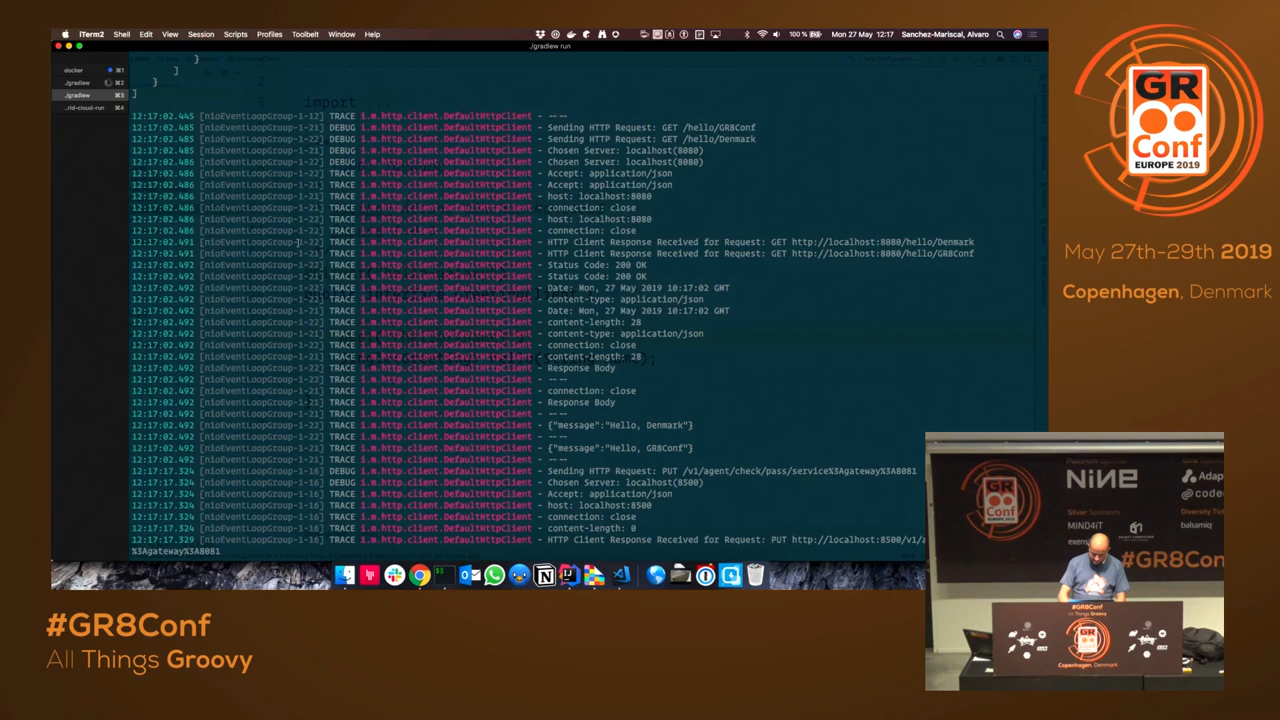 iTerm2 Shell Edit View Session Scripts Profiles Toolbelt Window Help
100 % Mon 27 May 12:17 Sanchez-Mariscal, Alvaro
./gradlew run
docker ⌘1
./gradlew ⌘2
./gradlew ⌘3
..rld-cloud-run ⌘4
}
]
}
]
import ...
12:17:02.445 [nioEventLoopGroup-1-12] TRACE i.m.http.client.DefaultHttpClient - ----
12:17:02.485 [nioEventLoopGroup-1-21] DEBUG i.m.http.client.DefaultHttpClient - Sending HTTP Request: GET /hello/GR8Conf
12:17:02.485 [nioEventLoopGroup-1-22] DEBUG i.m.http.client.DefaultHttpClient - Sending HTTP Request: GET /hello/Denmark
12:17:02.485 [nioEventLoopGroup-1-21] DEBUG i.m.http.client.DefaultHttpClient - Chosen Server: localhost(8080)
12:17:02.486 [nioEventLoopGroup-1-22] DEBUG i.m.http.client.DefaultHttpClient - Chosen Server: localhost(8080)
12:17:02.486 [nioEventLoopGroup-1-22] TRACE i.m.http.client.DefaultHttpClient - Accept: application/json
12:17:02.486 [nioEventLoopGroup-1-21] TRACE i.m.http.client.DefaultHttpClient - Accept: application/json
12:17:02.486 [nioEventLoopGroup-1-21] TRACE i.m.http.client.DefaultHttpClient - host: localhost:8080
12:17:02.486 [nioEventLoopGroup-1-21] TRACE i.m.http.client.DefaultHttpClient - connection: close
12:17:02.486 [nioEventLoopGroup-1-22] TRACE i.m.http.client.DefaultHttpClient - host: localhost:8080
12:17:02.486 [nioEventLoopGroup-1-22] TRACE i.m.http.client.DefaultHttpClient - connection: close
12:17:02.491 [nioEventLoopGroup-1-22] TRACE i.m.http.client.DefaultHttpClient - HTTP Client Response Received for Request: GET http://localhost:8080/hello/Denmark
12:17:02.491 [nioEventLoopGroup-1-21] TRACE i.m.http.client.DefaultHttpClient - HTTP Client Response Received for Request: GET http://localhost:8080/hello/GR8Conf
12:17:02.492 [nioEventLoopGroup-1-22] TRACE i.m.http.client.DefaultHttpClient - Status Code: 200 OK
12:17:02.492 [nioEventLoopGroup-1-21] TRACE i.m.http.client.DefaultHttpClient - Status Code: 200 OK
12:17:02.492 [nioEventLoopGroup-1-22] TRACE i.m.http.client.DefaultHttpClient - Date: Mon, 27 May 2019 10:17:02 GMT
12:17:02.492 [nioEventLoopGroup-1-22] TRACE i.m.http.client.DefaultHttpClient - content-type: application/json
12:17:02.492 [nioEventLoopGroup-1-21] TRACE i.m.http.client.DefaultHttpClient - Date: Mon, 27 May 2019 10:17:02 GMT
12:17:02.492 [nioEventLoopGroup-1-22] TRACE i.m.http.client.DefaultHttpClient - content-length: 28
12:17:02.492 [nioEventLoopGroup-1-21] TRACE i.m.http.client.DefaultHttpClient - content-type: application/json
12:17:02.492 [nioEventLoopGroup-1-22] TRACE i.m.http.client.DefaultHttpClient - connection: close
12:17:02.492 [nioEventLoopGroup-1-21] TRACE i.m.http.client.DefaultHttpClient - content-length: 28
12:17:02.492 [nioEventLoopGroup-1-22] TRACE i.m.http.client.DefaultHttpClient - Response Body
12:17:02.492 [nioEventLoopGroup-1-22] TRACE i.m.http.client.DefaultHttpClient - ----
12:17:02.492 [nioEventLoopGroup-1-21] TRACE i.m.http.client.DefaultHttpClient - connection: close
12:17:02.492 [nioEventLoopGroup-1-21] TRACE i.m.http.client.DefaultHttpClient - Response Body
12:17:02.492 [nioEventLoopGroup-1-21] TRACE i.m.http.client.DefaultHttpClient - ----
12:17:02.492 [nioEventLoopGroup-1-22] TRACE i.m.http.client.DefaultHttpClient - {"message":"Hello, Denmark"}
12:17:02.492 [nioEventLoopGroup-1-22] TRACE i.m.http.client.DefaultHttpClient - ----
12:17:02.492 [nioEventLoopGroup-1-21] TRACE i.m.http.client.DefaultHttpClient - {"message":"Hello, GR8Conf"}
12:17:02.492 [nioEventLoopGroup-1-21] TRACE i.m.http.client.DefaultHttpClient - ----
12:17:17.324 [nioEventLoopGroup-1-16] DEBUG i.m.http.client.DefaultHttpClient - Sending HTTP Request: PUT /v1/agent/check/pass/service%3Agateway%3A8081
12:17:17.324 [nioEventLoopGroup-1-16] DEBUG i.m.http.client.DefaultHttpClient - Chosen Server: localhost(8500)
12:17:17.324 [nioEventLoopGroup-1-16] TRACE i.m.http.client.DefaultHttpClient - Accept: application/json
12:17:17.324 [nioEventLoopGroup-1-16] TRACE i.m.http.client.DefaultHttpClient - host: localhost:8500
12:17:17.324 [nioEventLoopGroup-1-16] TRACE i.m.http.client.DefaultHttpClient - connection: close
12:17:17.324 [nioEventLoopGroup-1-16] TRACE i.m.http.client.DefaultHttpClient - content-length: 0
12:17:17.329 [nioEventLoopGroup-1-16] TRACE i.m.http.client.DefaultHttpClient - HTTP Client Response Received for Request: PUT http://localhost:8500/v1/
%3Agateway%3A8081
GR
Conf
EUROPE 2019
May 27th-29th 2019
Copenhagen, Denmark
#GR8Conf
All Things Groovy
NiNE
Adap
codec
Silver Sponsors
Diversity Ti
MIND4iT
balsamiq
#GR8Conf
#GR8Conf
All Things Groovy
Copenhagen, Denmark